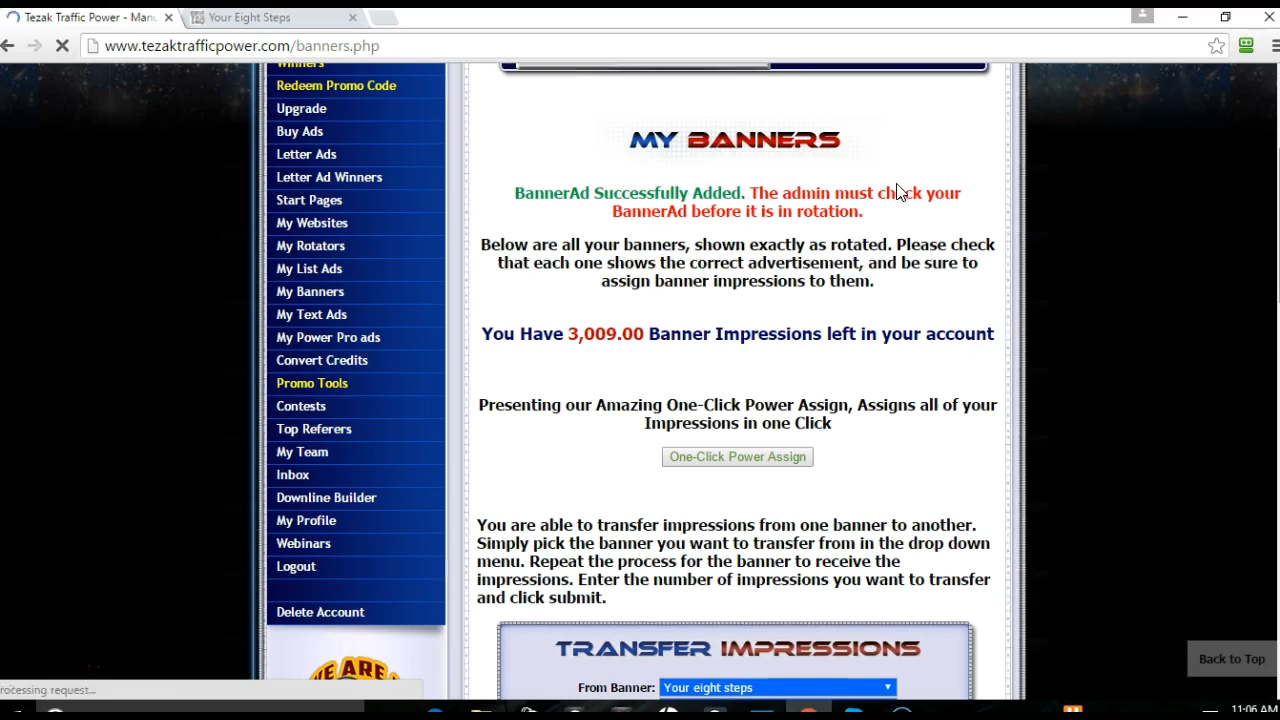 Tezak Traffic Power - Man
Your Eight Steps
www.tezaktrafficpower.com/banners.php
Winners
Redeem Promo Code
Upgrade
Buy Ads
Letter Ads
Letter Ad Winners
Start Pages
My Websites
My Rotators
My List Ads
My Banners
My Text Ads
My Power Pro ads
Convert Credits
Promo Tools
Contests
Top Referers
My Team
Inbox
Downline Builder
My Profile
Webinars
Logout
Delete Account
WE ARE
rocessing request...
MY BANNERS
BannerAd Successfully Added. The admin must check your
BannerAd before it is in rotation.
Below are all your banners, shown exactly as rotated. Please check
that each one shows the correct advertisement, and be sure to
assign banner impressions to them.
You Have 3,009.00 Banner Impressions left in your account
Presenting our Amazing One-Click Power Assign, Assigns all of your
Impressions in one Click
One-Click Power Assign
You are able to transfer impressions from one banner to another.
Simply pick the banner you want to transfer from in the drop down
menu. Repeat the process for the banner to receive the
impressions. Enter the number of impressions you want to transfer
and click submit.
TRANSFER IMPRESSIONS
From Banner: Your eight steps
Back to Top
11:06 AM